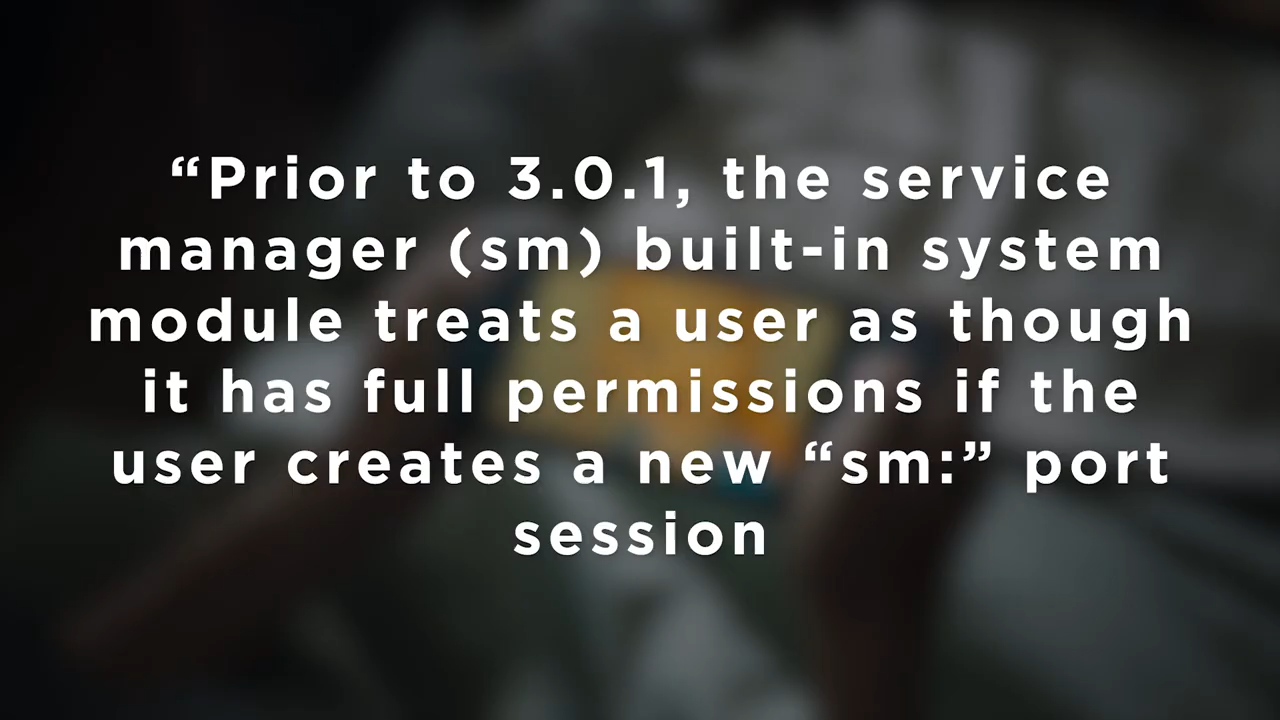 “Prior to 3.0.1, the service
manager (sm) built-in system
module treats a user as though
it has full permissions if the
user creates a new “sm:” port
session